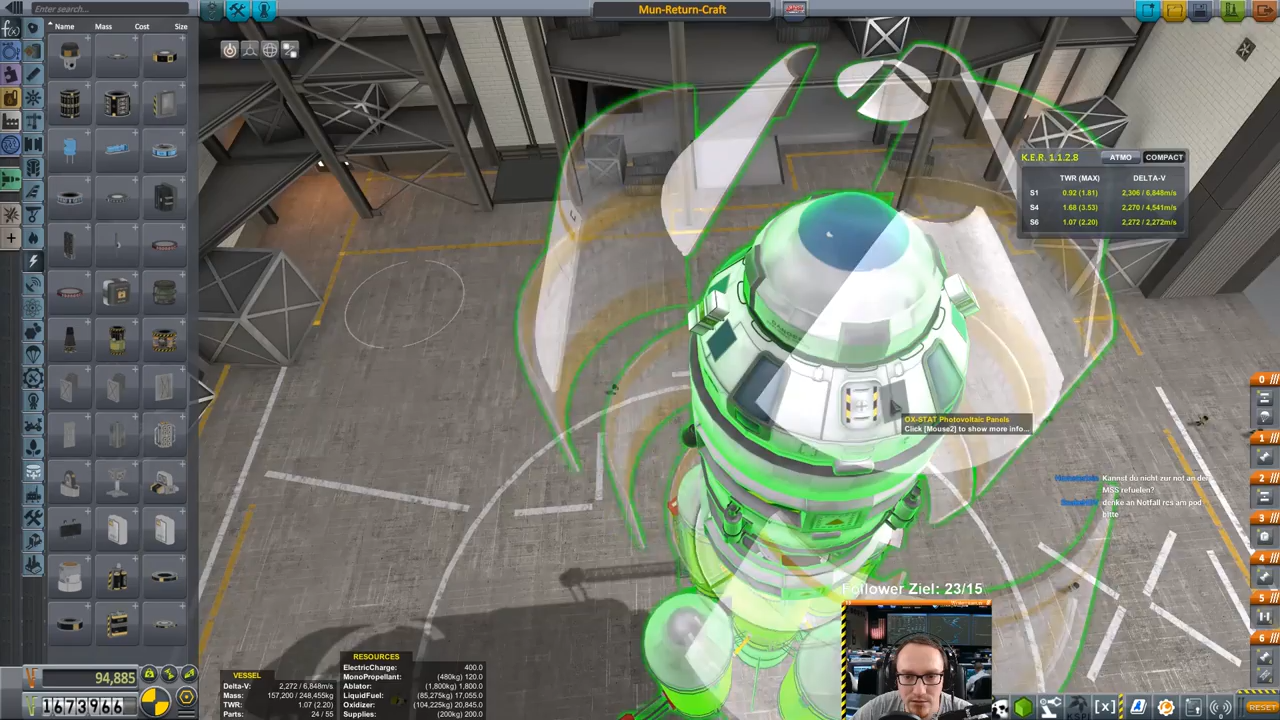 Enter search...
Mun-Return-Craft
Name Mass Cost Size
K.E.R. 1.1.2.8 ATMO COMPACT
TWR (MAX) DELTA-V
S1 0.92 (1.81) 2,306 / 6,848m/s
S4 1.68 (3.53) 2,270 / 4,541m/s
S6 1.07 (2.20) 2,272 / 2,272m/s
OX-STAT Photovoltaic Panels
Click [Mouse2] to show more info...
Kannst du nicht zur not an der
MSS refuelen?
denke an Notfall rcs am pod
bitte
Follower Ziel: 23/15
0
1
2
3
4
5
6
94,885
1673966
VESSEL
Delta-V: 2,272 / 6,848m/s
Mass: 157,200 / 248,455kg
TWR: 1.07 (2.20)
Parts: 24 / 55
RESOURCES
ElectricCharge: 400.0
MonoPropellant: (480kg) 120.0
Ablator: (1,800kg) 1,800.0
LiquidFuel: (85,275kg) 17,055.0
Oxidizer: (104,225kg) 20,845.0
Supplies: (200kg) 200.0
[x]
RESET